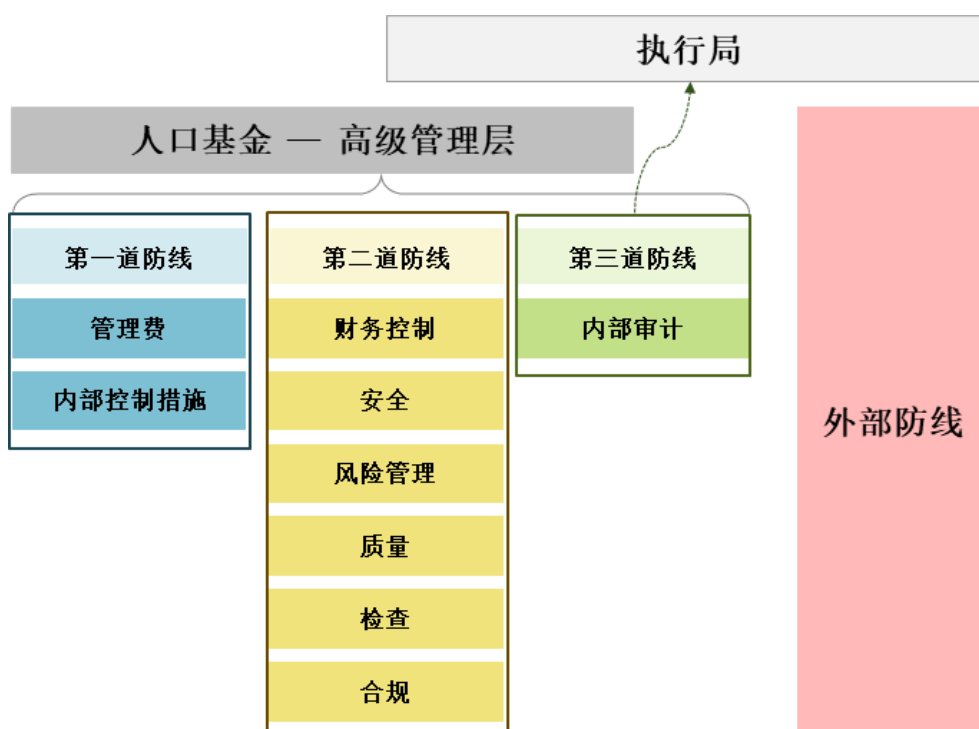 执行局
人口基金 — 高级管理层
第一道防线
管理费
内部控制措施
第二道防线
财务控制
安全
风险管理
质量
检查
合规
第三道防线
内部审计
外部防线